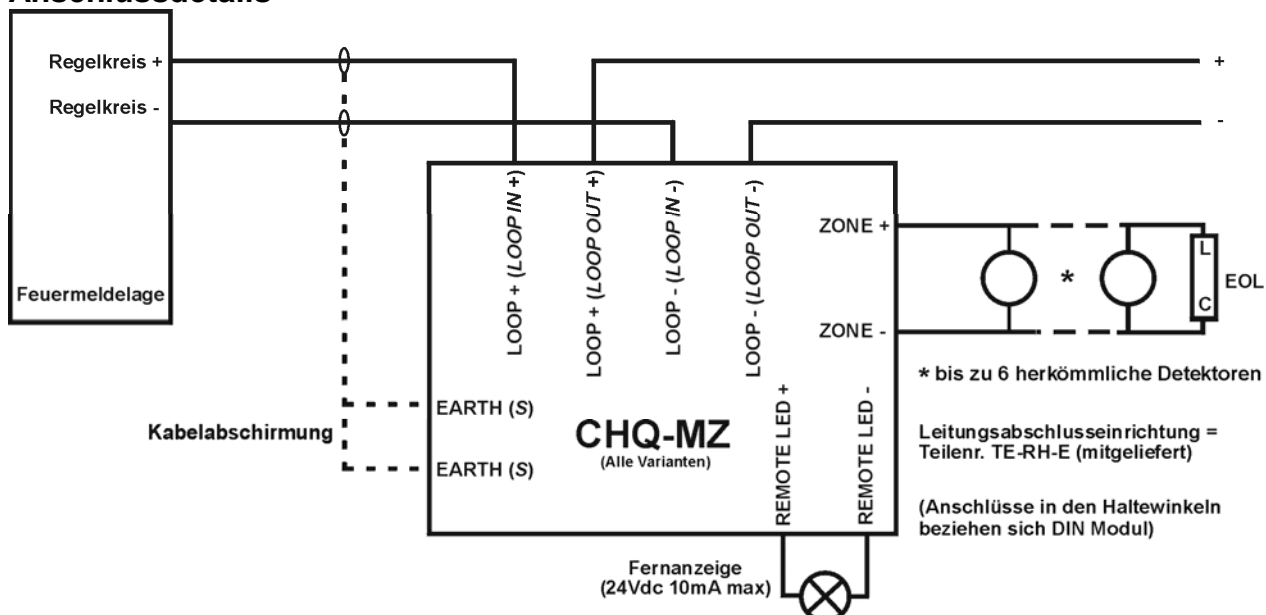 Anschlussdetails
Regelkreis +
Regelkreis -
Feuermeldelage
+
-
LOOP + (LOOP IN +)
LOOP + (LOOP OUT +)
LOOP - (LOOP IN -)
LOOP - (LOOP OUT -)
ZONE +
ZONE -
L
C
EOL
*
* bis zu 6 herkömmliche Detektoren
Leitungsabschlusseinrichtung =
Teilenr. TE-RH-E (mitgeliefert)
(Anschlüsse in den Haltewinkeln
beziehen sich DIN Modul)
Kabelabschirmung
EARTH (S)
EARTH (S)
CHQ-MZ
(Alle Varianten)
REMOTE LED +
REMOTE LED -
Fernanzeige
(24Vdc 10mA max)